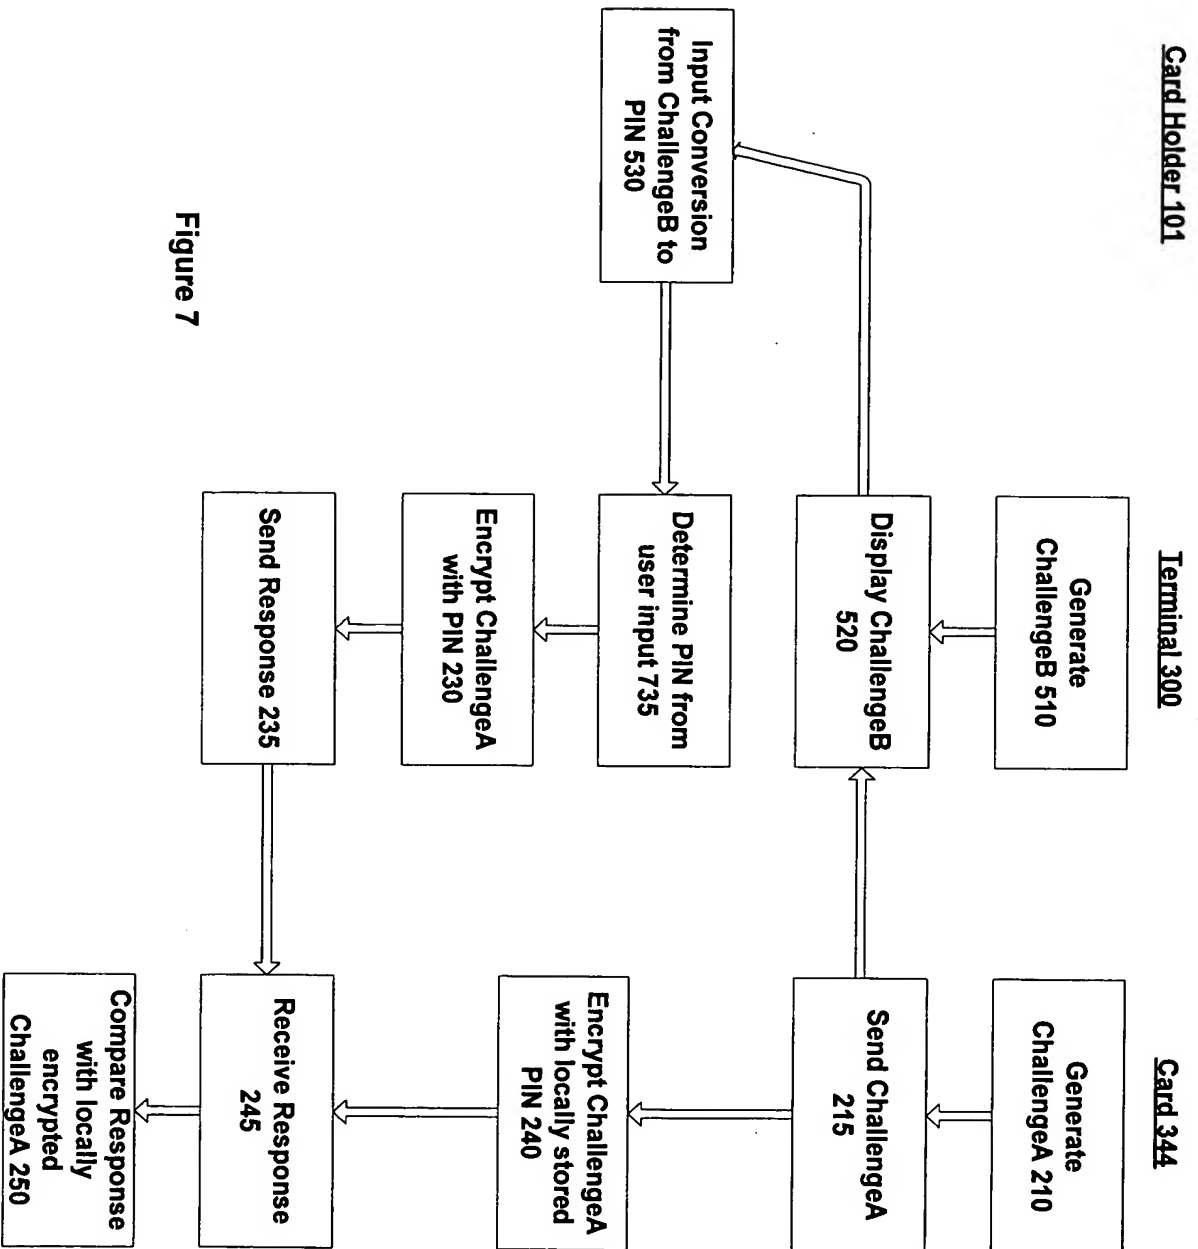 Card Holder 101
Terminal 300
Card 344
Generate
ChallengeB 510
Generate
ChallengeA 210
Display ChallengeB
520
Send ChallengeA
215
Input Conversion
from ChallengeB to
PIN 530
Determine PIN from
user input 735
Encrypt ChallengeA
with locally stored
PIN 240
Encrypt ChallengeA
with PIN 230
Send Response 235
Receive Response
245
Compare Response
with locally
encrypted
ChallengeA 250
Figure 7